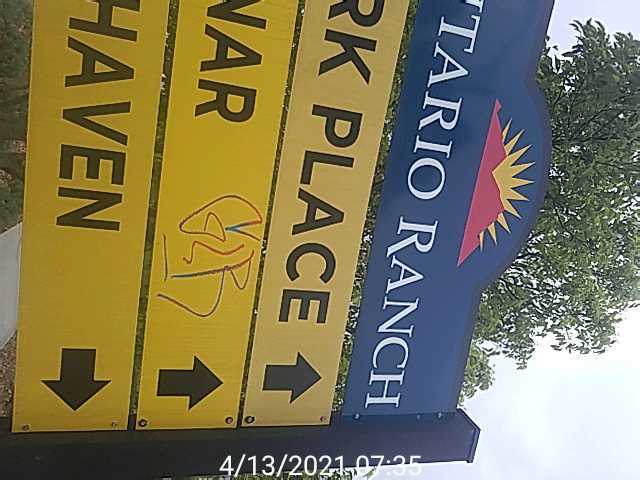 TARIO RANCH
RK PLACE
NAR
HAVEN
4/13/2021 07:35